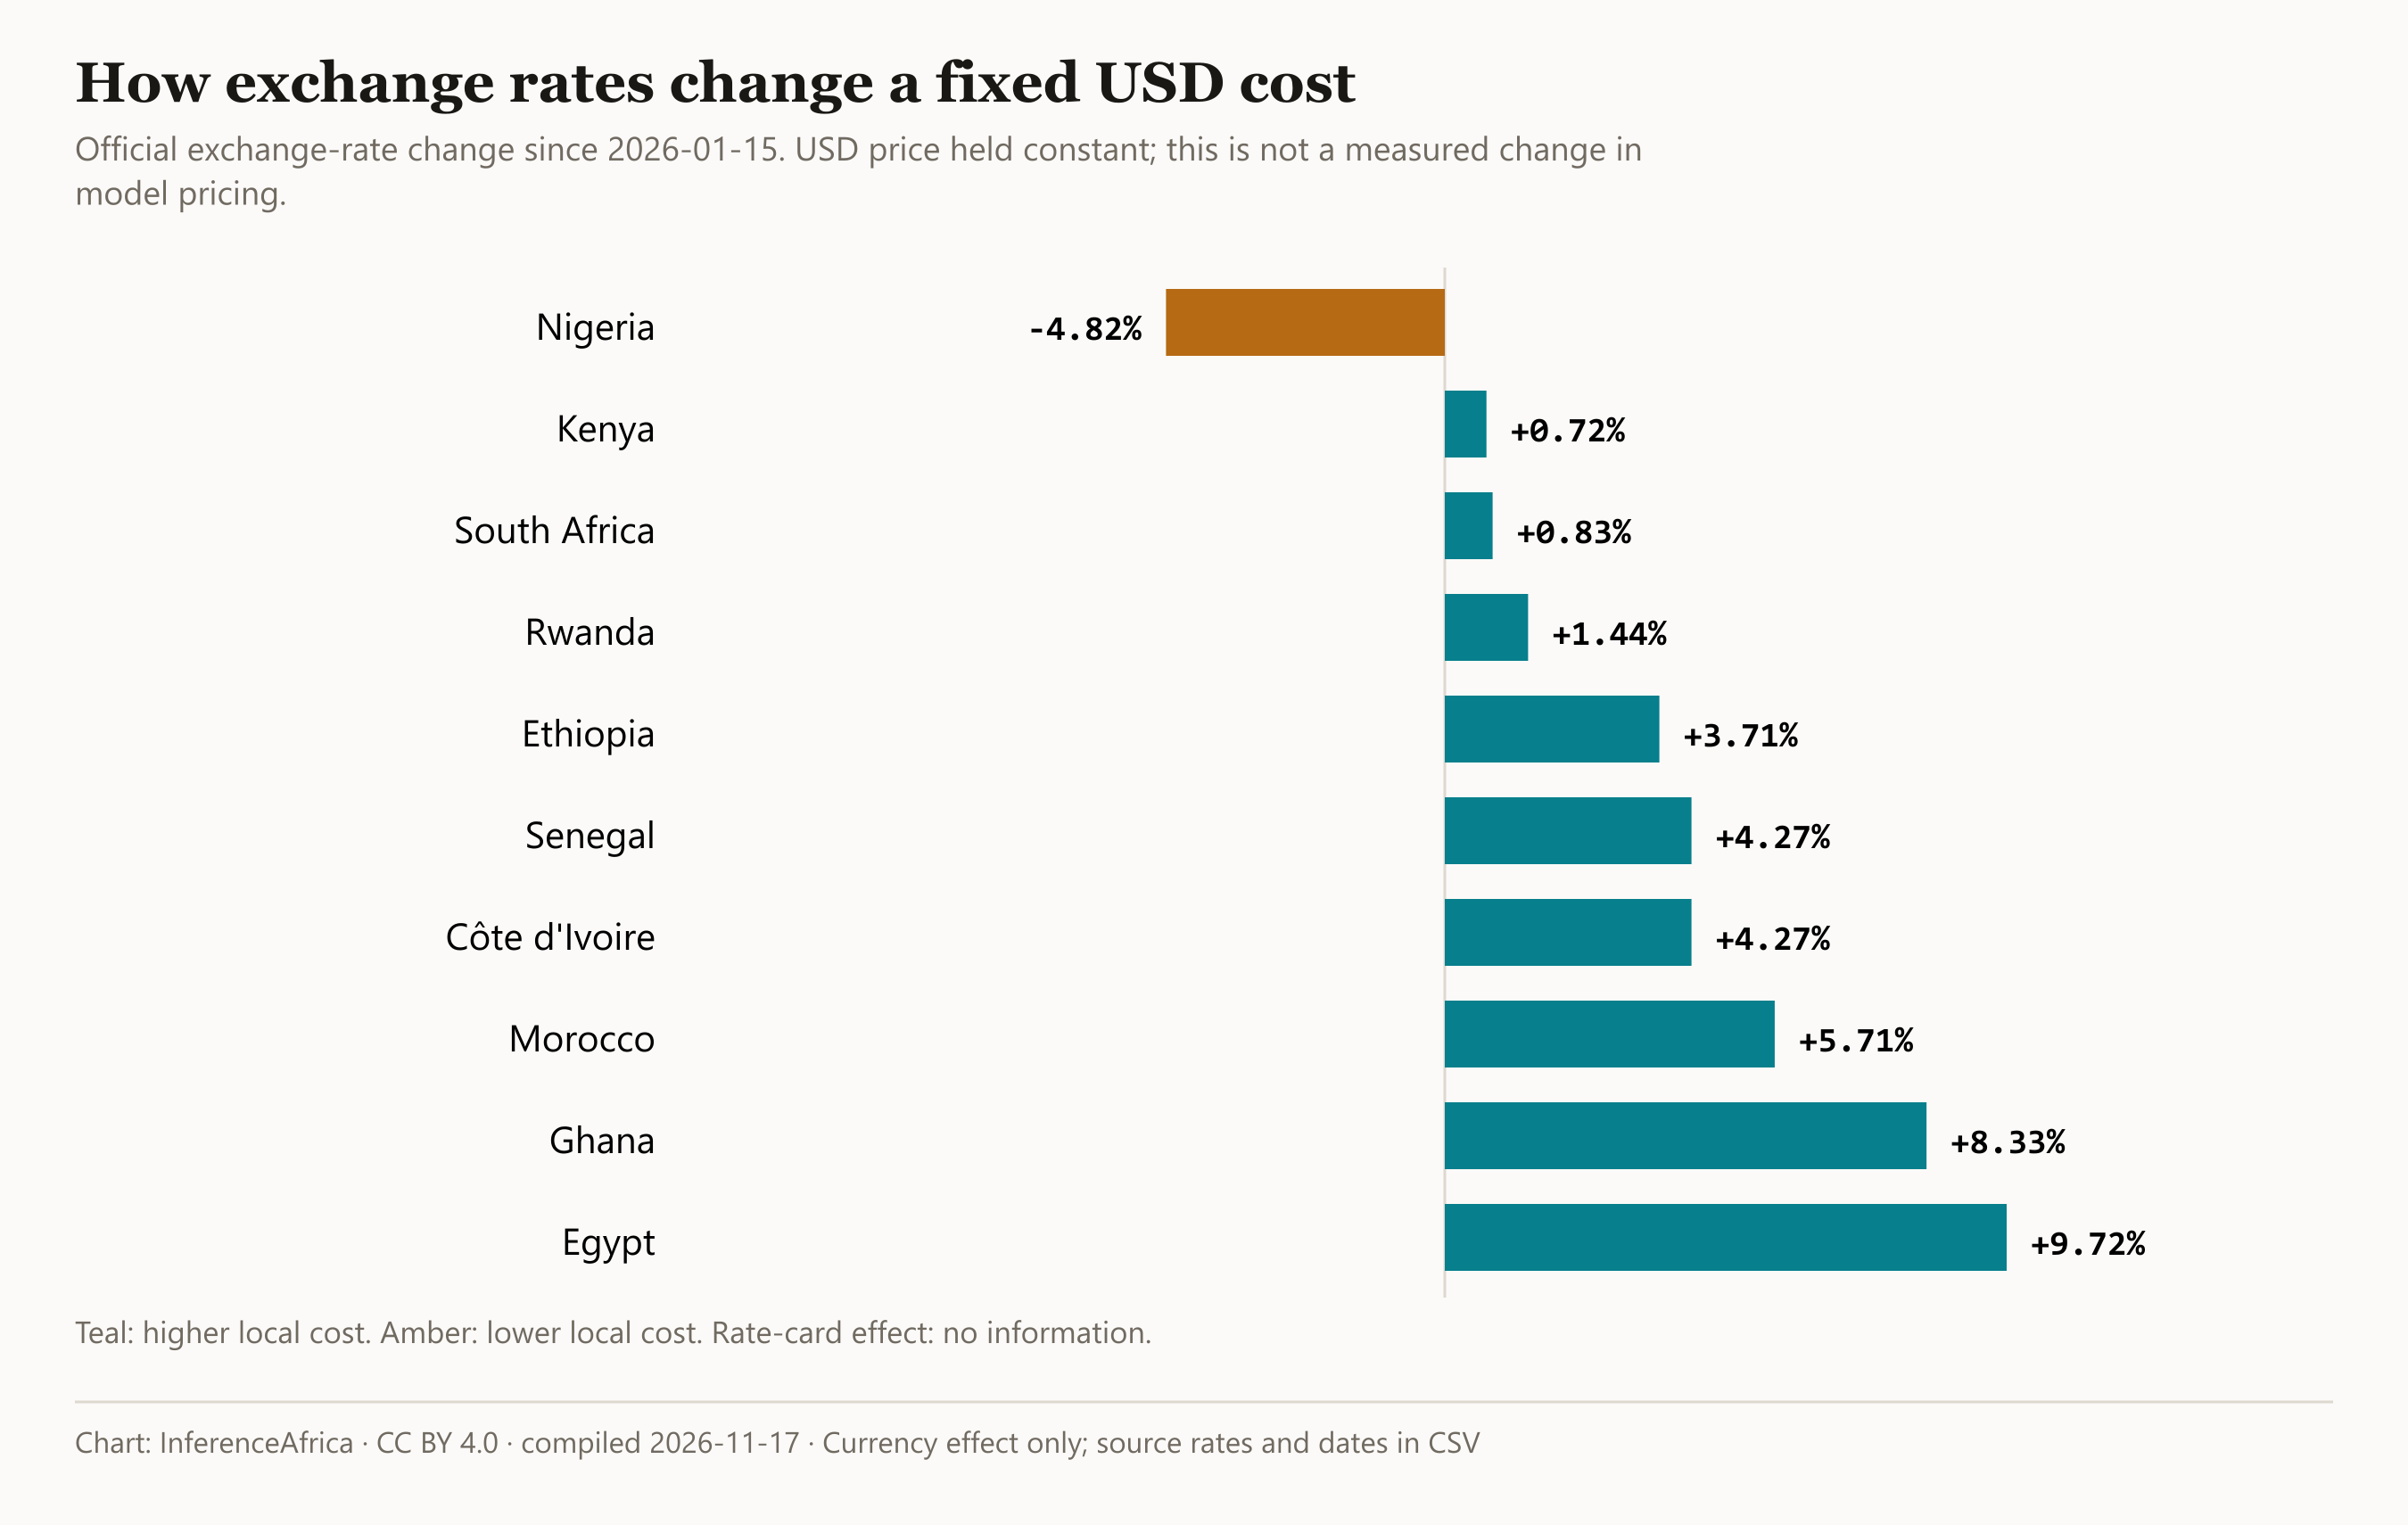 How exchange rates change a fixed USD cost
Official exchange-rate change since 2026-01-15. USD price held constant; this is not a measured change in
model pricing.
Nigeria -4.82%
Kenya +0.72%
South Africa +0.83%
Rwanda +1.44%
Ethiopia +3.71%
Senegal +4.27%
Côte d'Ivoire +4.27%
Morocco +5.71%
Ghana +8.33%
Egypt +9.72%
Teal: higher local cost. Amber: lower local cost. Rate-card effect: no information.
Chart: InferenceAfrica · CC BY 4.0 · compiled 2026-11-17 · Currency effect only; source rates and dates in CSV